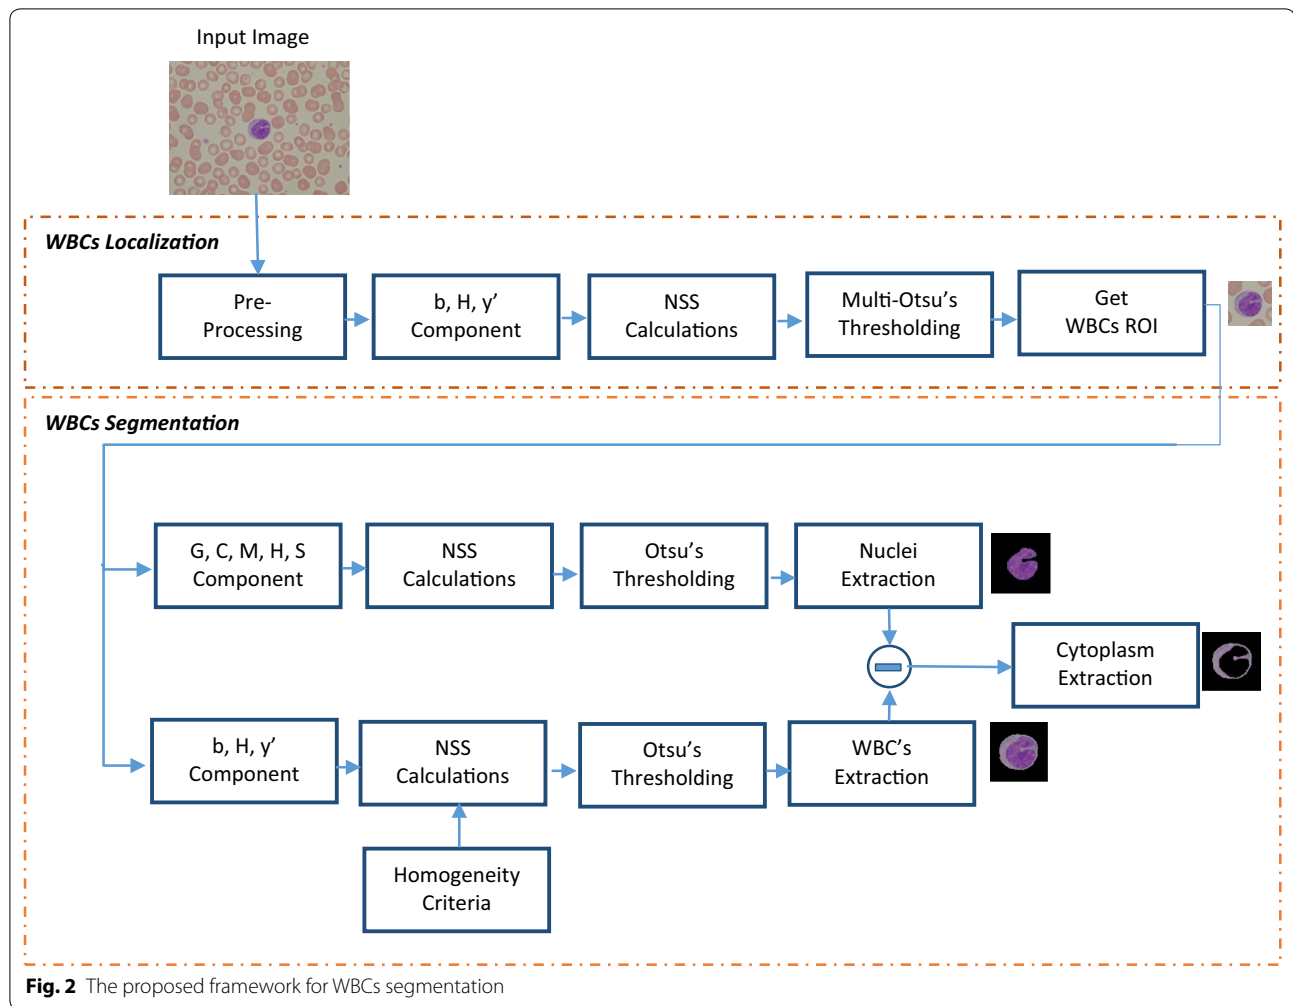 Input Image
WBCs Localization
Pre-
Processing
b, H, y’
Component
NSS
Calculations
Multi-Otsu’s
Thresholding
Get
WBCs ROI
WBCs Segmentation
G, C, M, H, S
Component
NSS
Calculations
Otsu’s
Thresholding
Nuclei
Extraction
Cytoplasm
Extraction
b, H, y’
Component
NSS
Calculations
Otsu’s
Thresholding
WBC’s
Extraction
Homogeneity
Criteria
Fig. 2 The proposed framework for WBCs segmentation